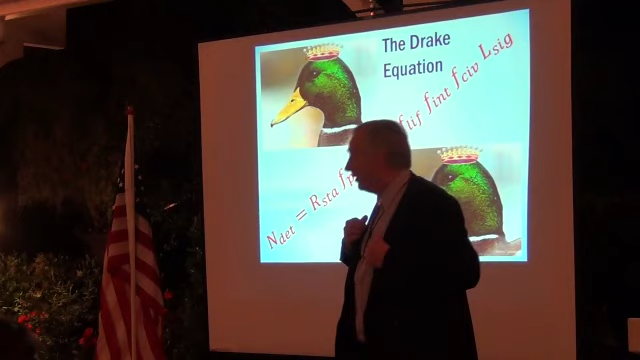 The Drake
Equation
N_det = R_sta f_lif f_int f_civ L_sig